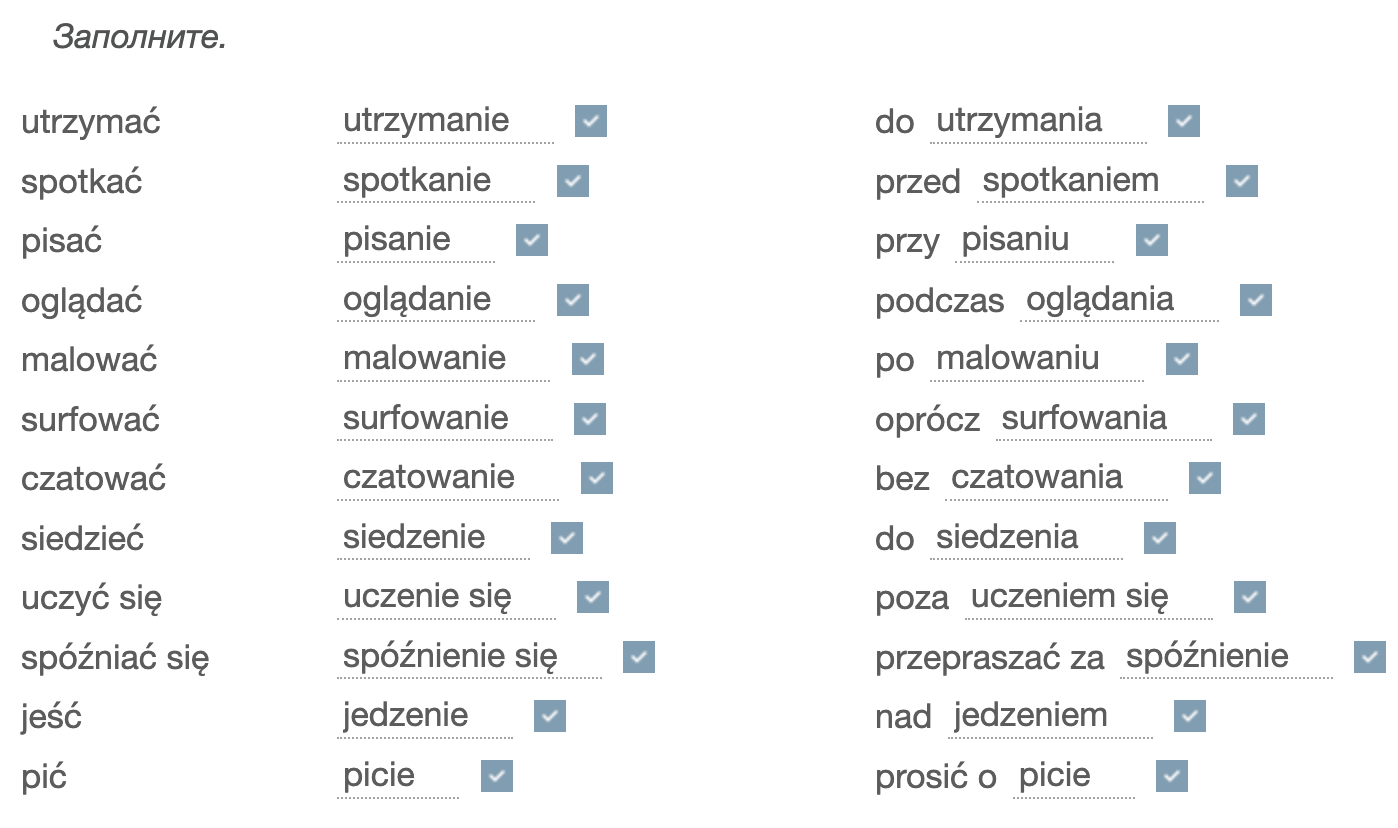 Заполните.
utrzymać utrzymanie do utrzymania
spotkać spotkanie przed spotkaniem
pisać pisanie przy pisaniu
oglądać oglądanie podczas oglądania
malować malowanie po malowaniu
surfować surfowanie oprócz surfowania
czatować czatowanie bez czatowania
siedzieć siedzenie do siedzenia
uczyć się uczenie się poza uczeniem się
spóźniać się spóźnienie się przepraszać za spóźnienie
jeść jedzenie nad jedzeniem
pić picie prosić o picie